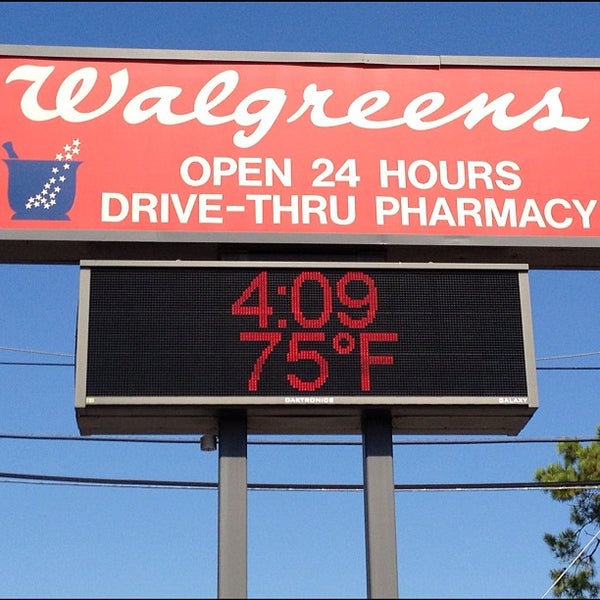 Walgreens
OPEN 24 HOURS
DRIVE-THRU PHARMACY
4:09
75°F
DAKTRONICS GALAXY